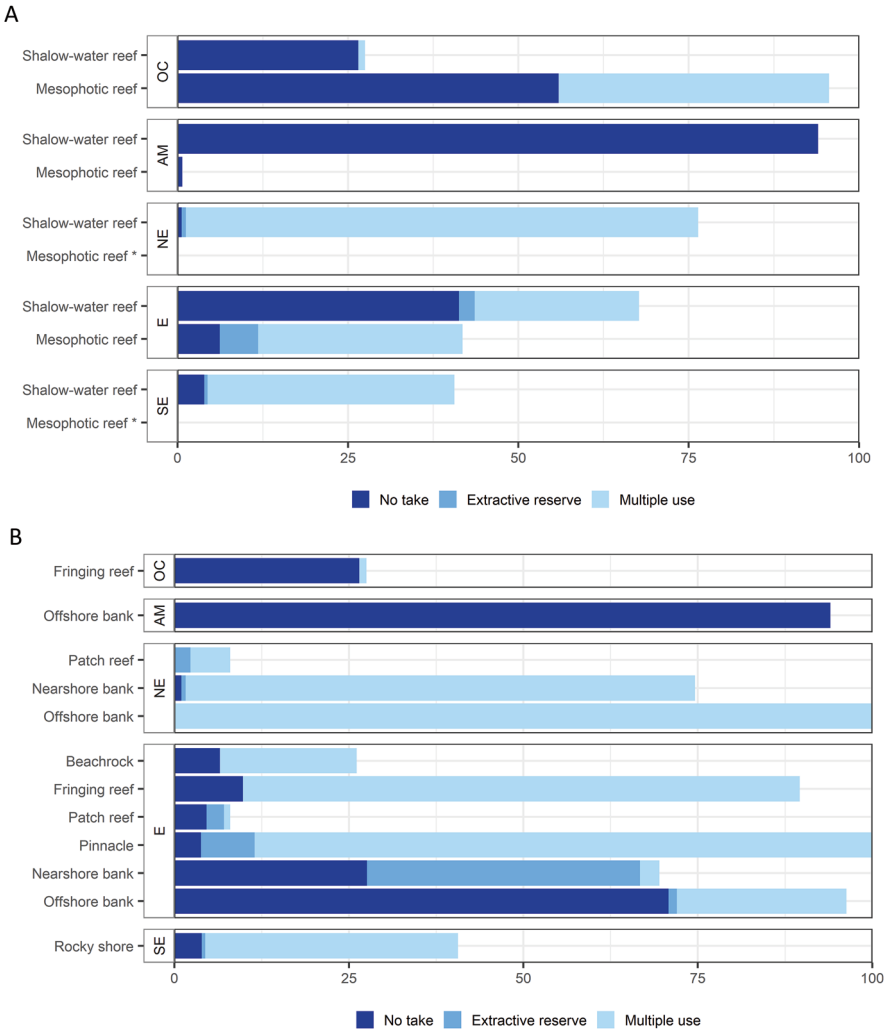 A
Shalow-water reef
Mesophotic reef
OC
Shalow-water reef
Mesophotic reef
AM
Shalow-water reef
Mesophotic reef *
NE
Shalow-water reef
Mesophotic reef
E
Shalow-water reef
Mesophotic reef *
SE
0 25 50 75 100
No take Extractive reserve Multiple use
B
Fringing reef
OC
Offshore bank
AM
Patch reef
Nearshore bank
Offshore bank
NE
Beachrock
Fringing reef
Patch reef
Pinnacle
Nearshore bank
Offshore bank
E
Rocky shore
SE
0 25 50 75 100
No take Extractive reserve Multiple use